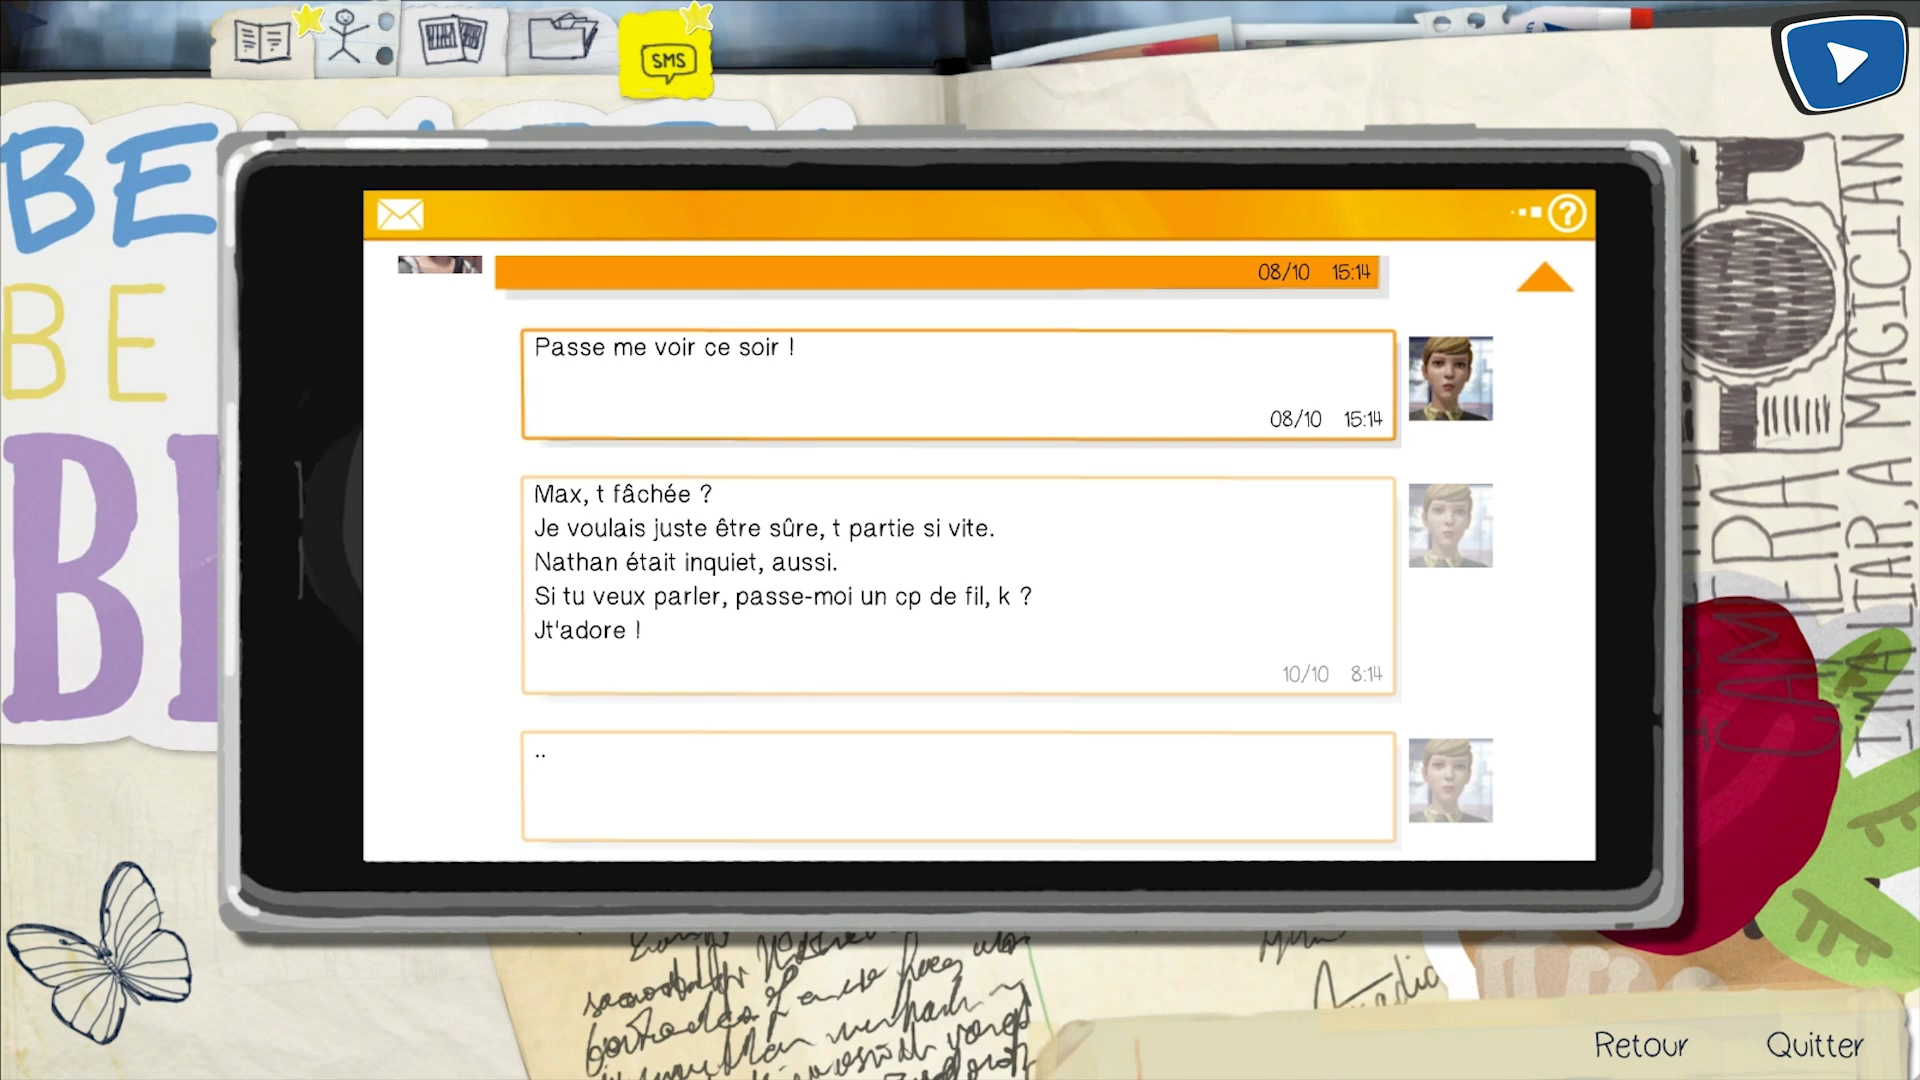 SMS
BE
08/10 15:14
Passe me voir ce soir !
08/10 15:14
Max, t fâchée ?
Je voulais juste être sûre, t partie si vite.
Nathan était inquiet, aussi.
Si tu veux parler, passe-moi un cp de fil, k ?
Jt'adore !
10/10 8:14
..
BE
CAMERA
LIAR, A MAGICIAN
Retour
Quitter